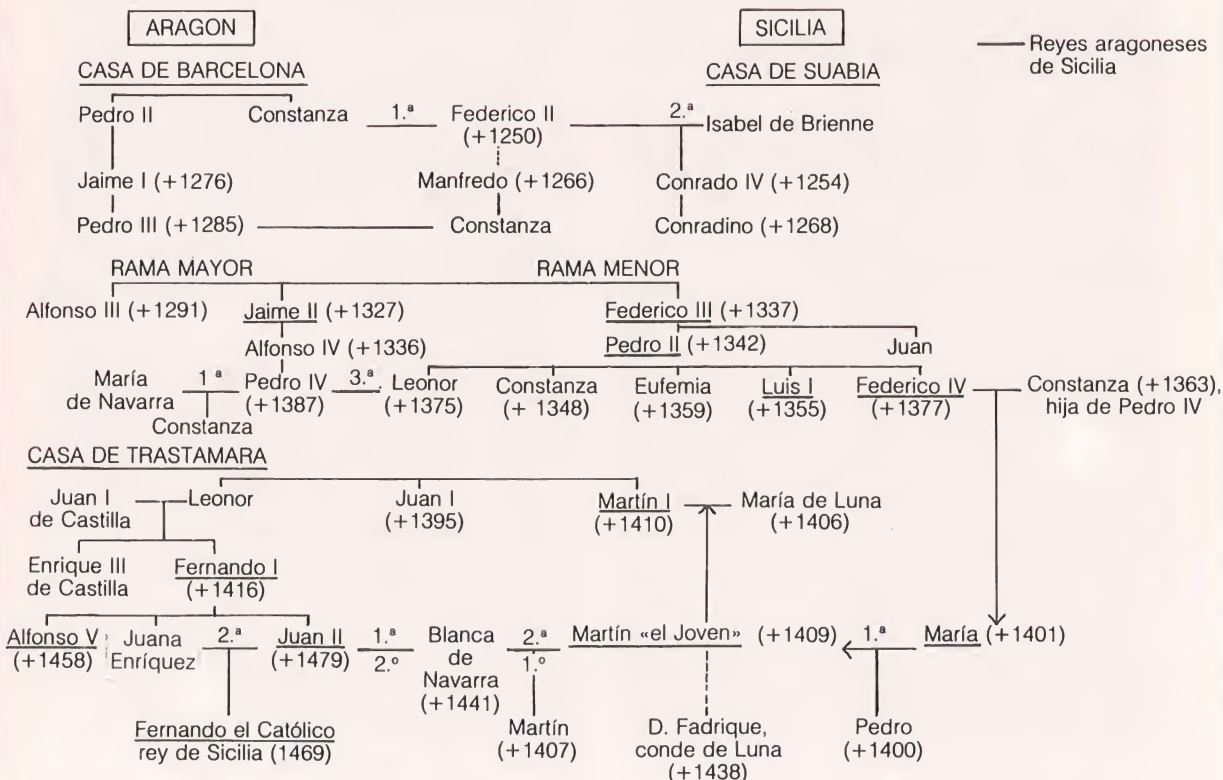 ARAGON
SICILIA
Reyes aragoneses
de Sicilia
CASA DE BARCELONA
CASA DE SUABIA
Pedro II
Constanza
1.ª
Federico II
(+1250)
2.ª
Isabel de Brienne
Jaime I (+1276)
Manfredo (+1266)
Conrado IV (+1254)
Pedro III (+1285)
Constanza
Conradino (+1268)
RAMA MAYOR
RAMA MENOR
Alfonso III (+1291)
Jaime II (+1327)
Federico III (+1337)
Alfonso IV (+1336)
Pedro II (+1342)
Juan
María
de Navarra
1ª
Pedro IV
(+1387)
3.ª
Leonor
(+1375)
Constanza
(+ 1348)
Eufemia
(+1359)
Luis I
(+1355)
Federico IV
(+1377)
Constanza (+1363),
hija de Pedro IV
Constanza
CASA DE TRASTAMARA
Juan I
de Castilla
Leonor
Juan I
(+1395)
Martín I
(+1410)
María de Luna
(+1406)
Enrique III
de Castilla
Fernando I
(+1416)
Alfonso V
(+1458)
Juana
Enríquez
2.ª
Juan II
(+1479)
1.ª
2.º
Blanca
de
Navarra
(+1441)
2.ª
1.º
Martín «el Joven» (+1409)
1.ª
María (+1401)
Fernando el Católico
rey de Sicilia (1469)
Martín
(+1407)
D. Fadrique,
conde de Luna
(+1438)
Pedro
(+1400)